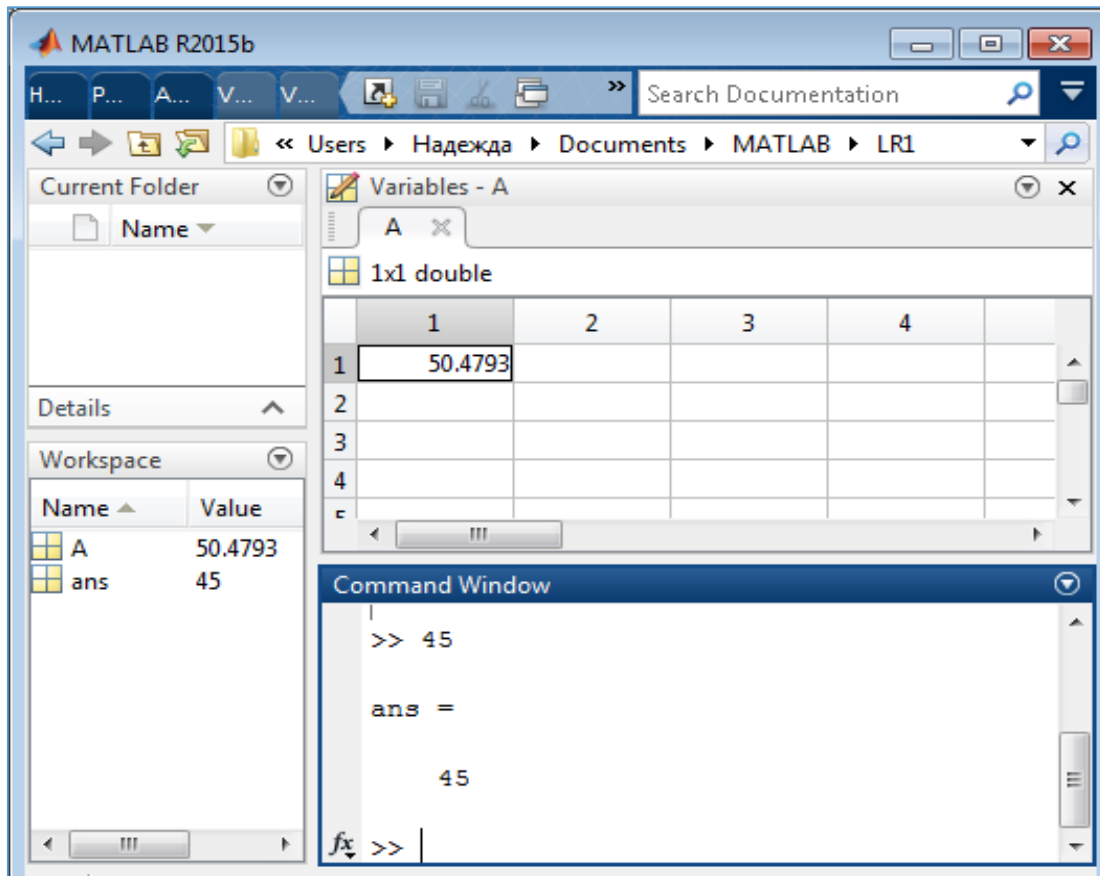 MATLAB R2015b
H... P... A... V... V... » Search Documentation
« Users ▸ Надежда ▸ Documents ▸ MATLAB ▸ LR1
Current Folder
Name
Details
Workspace
Name Value
A 50.4793
ans 45
Variables - A
A
1x1 double
1 2 3 4
1 50.4793
2
3
4
5
Command Window
>> 45
ans =
45
fx >>